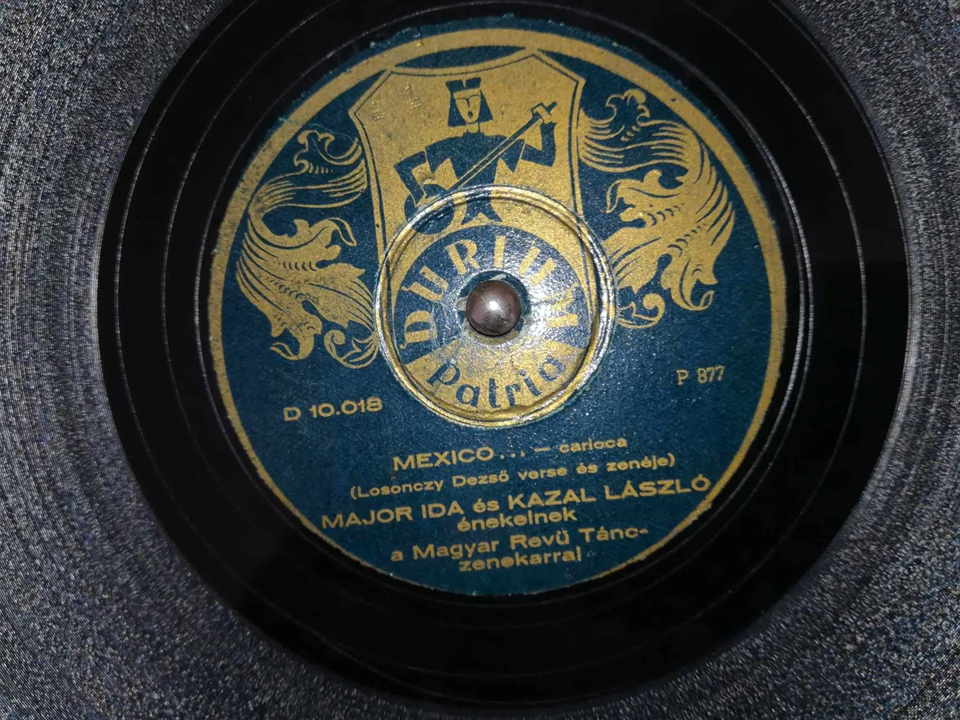 DURIUM
Patria
P 877
D 10.018
MEXICO... — carioca
(Losonczy Dezső verse és zenéje)
MAJOR IDA és KAZAL LÁSZLÓ
énekelnek
a Magyar Revű Tánc-
zenekarral